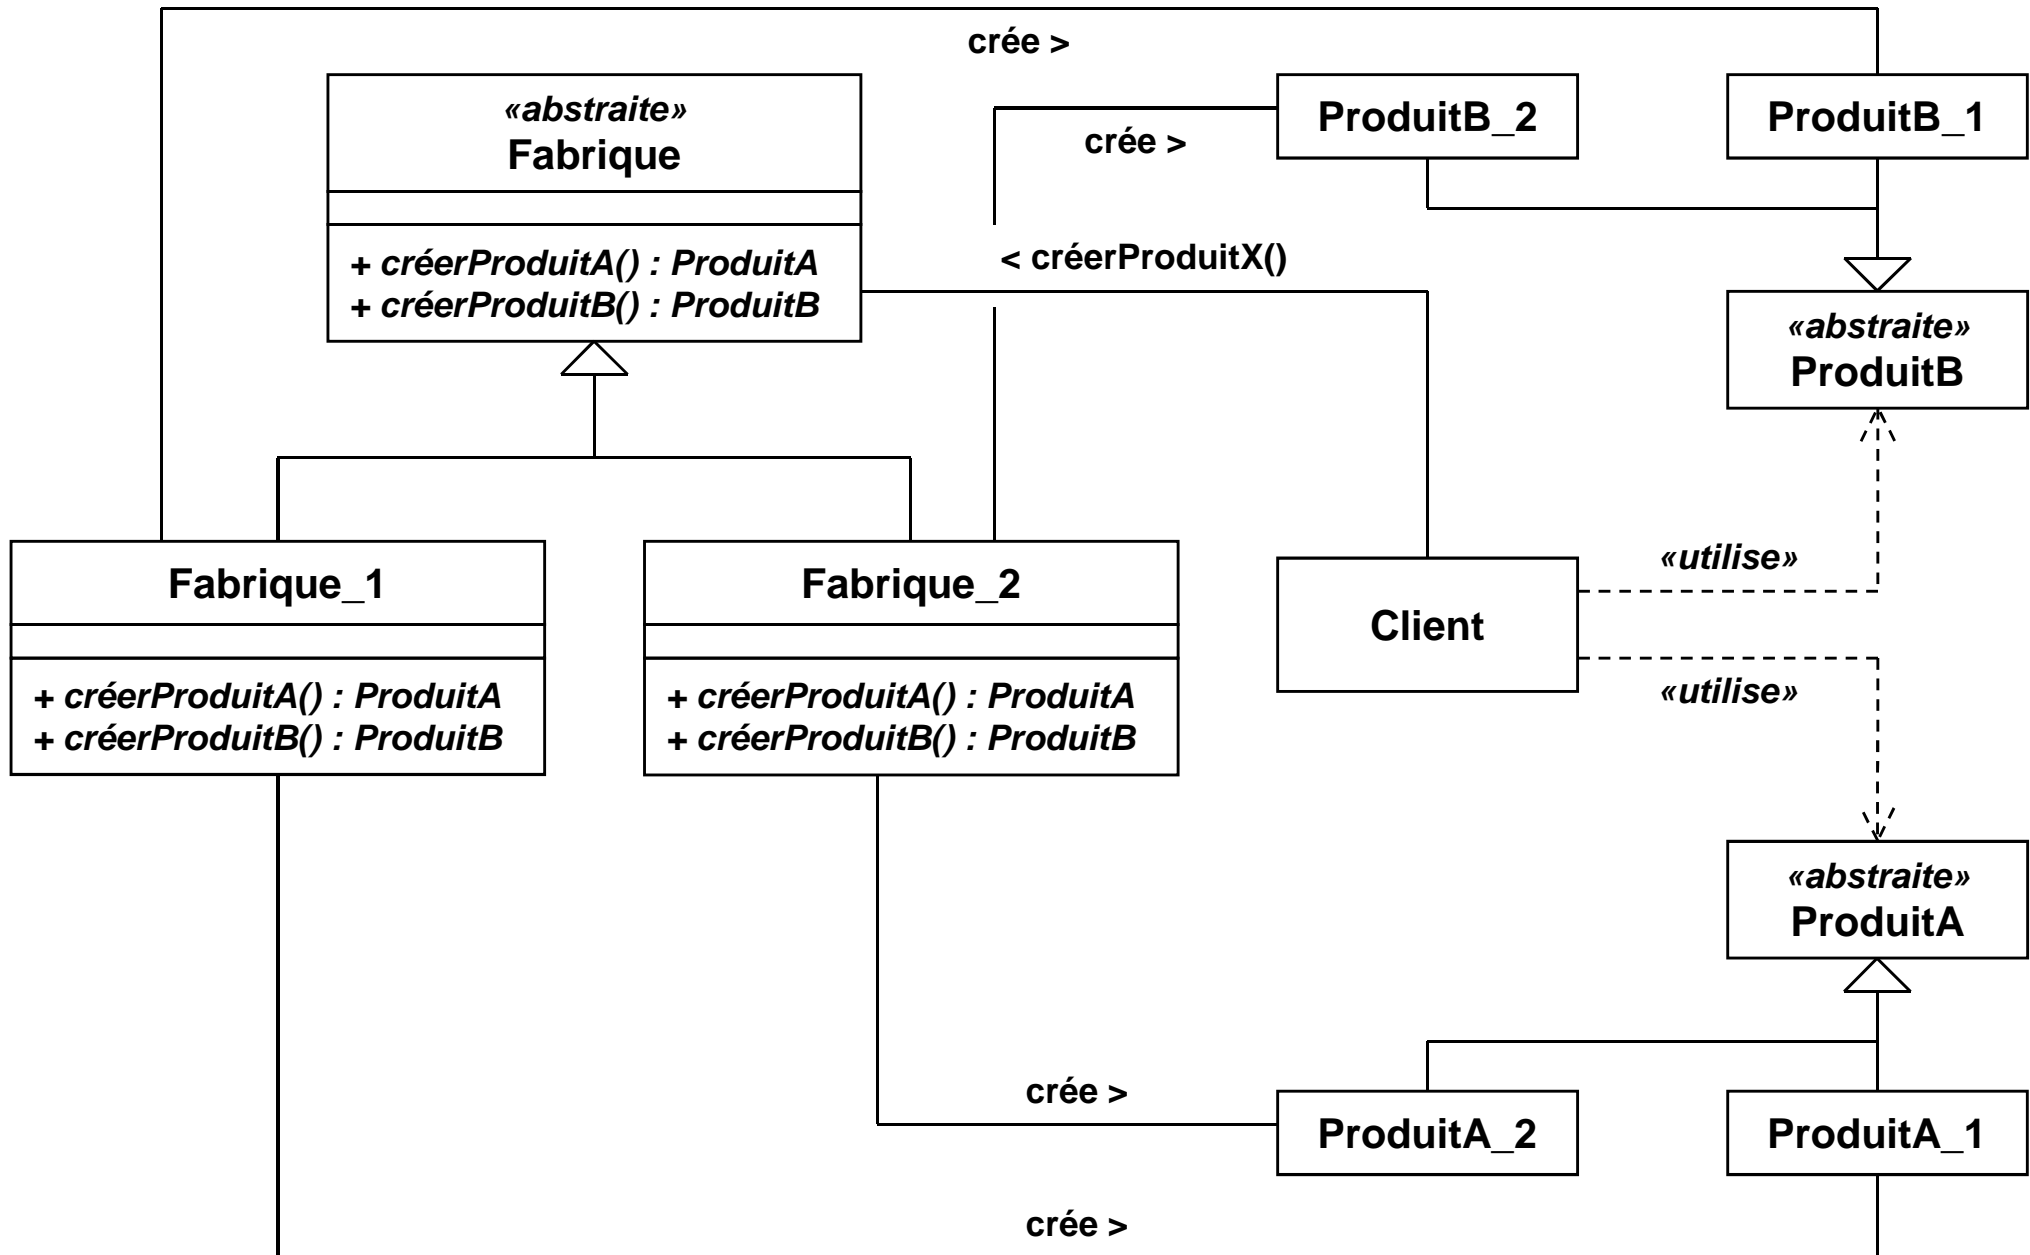 crée >
«abstraite»
Fabrique
+ créerProduitA() : ProduitA
+ créerProduitB() : ProduitB
crée >
ProduitB_2
ProduitB_1
< créerProduitX()
«abstraite»
ProduitB
Fabrique_1
+ créerProduitA() : ProduitA
+ créerProduitB() : ProduitB
Fabrique_2
+ créerProduitA() : ProduitA
+ créerProduitB() : ProduitB
Client
«utilise»
«utilise»
«abstraite»
ProduitA
crée >
ProduitA_2
ProduitA_1
crée >